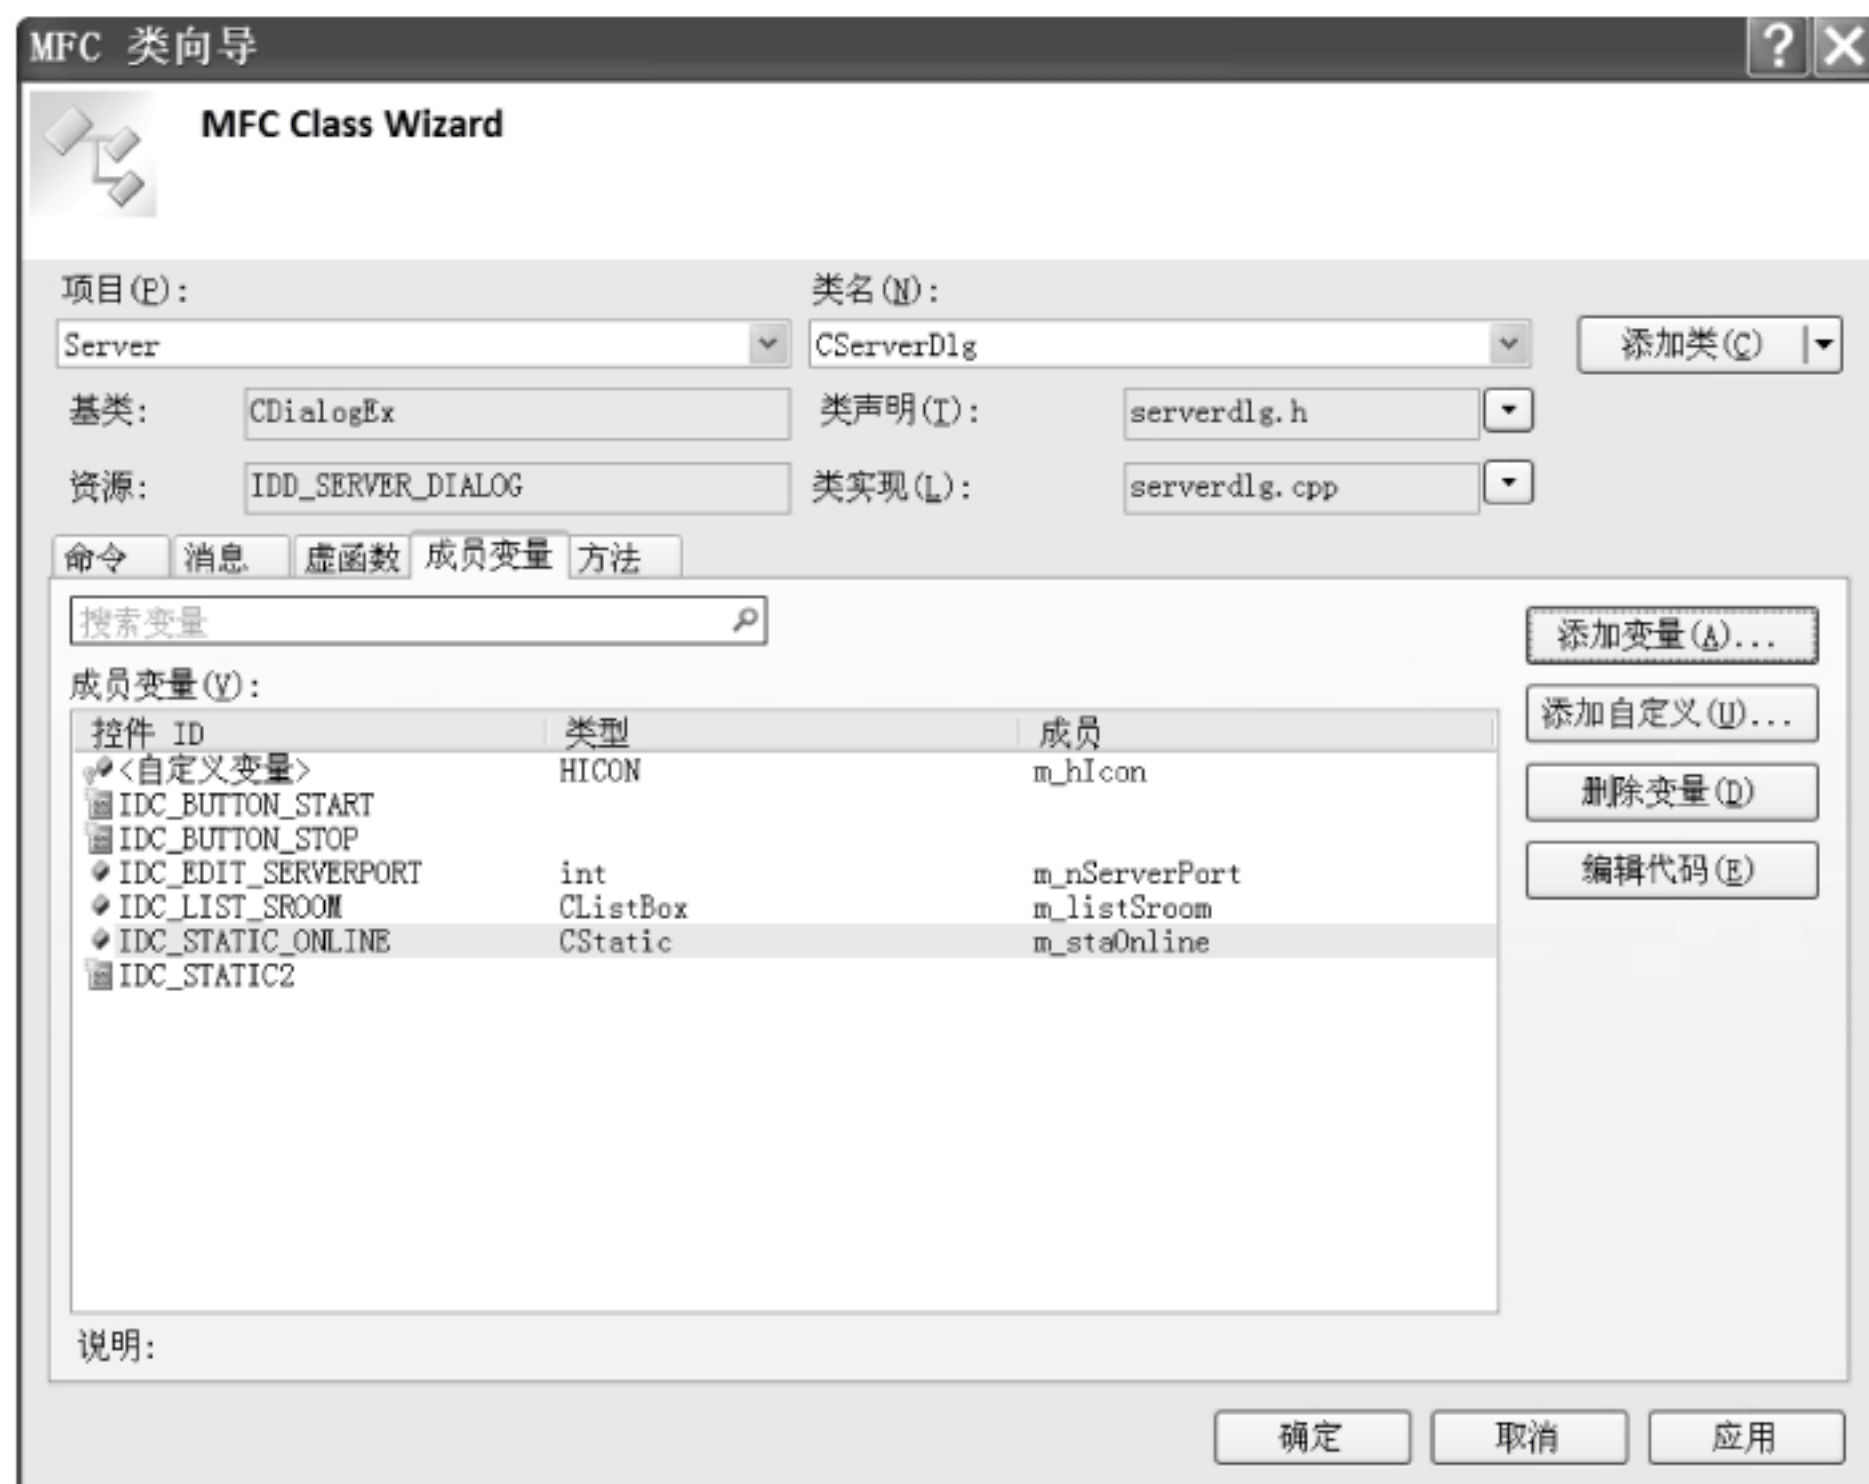 MFC 类向导
MFC Class Wizard
项目(P): 类名(N):
Server CServerDlg 添加类(C)
基类: CDialogEx 类声明(T): serverdlg.h
资源: IDD_SERVER_DIALOG 类实现(L): serverdlg.cpp
命令 消息 虚函数 成员变量 方法
搜索变量 添加变量(A)...
成员变量(V):
添加自定义(U)...
控件 ID 类型 成员
<自定义变量> HICON m_hIcon
删除变量(D)
IDC_BUTTON_START
IDC_BUTTON_STOP
IDC_EDIT_SERVERPORT int m_nServerPort
编辑代码(E)
IDC_LIST_SROOM CListBox m_listSroom
IDC_STATIC_ONLINE CStatic m_staOnline
IDC_STATIC2
说明:
确定 取消 应用